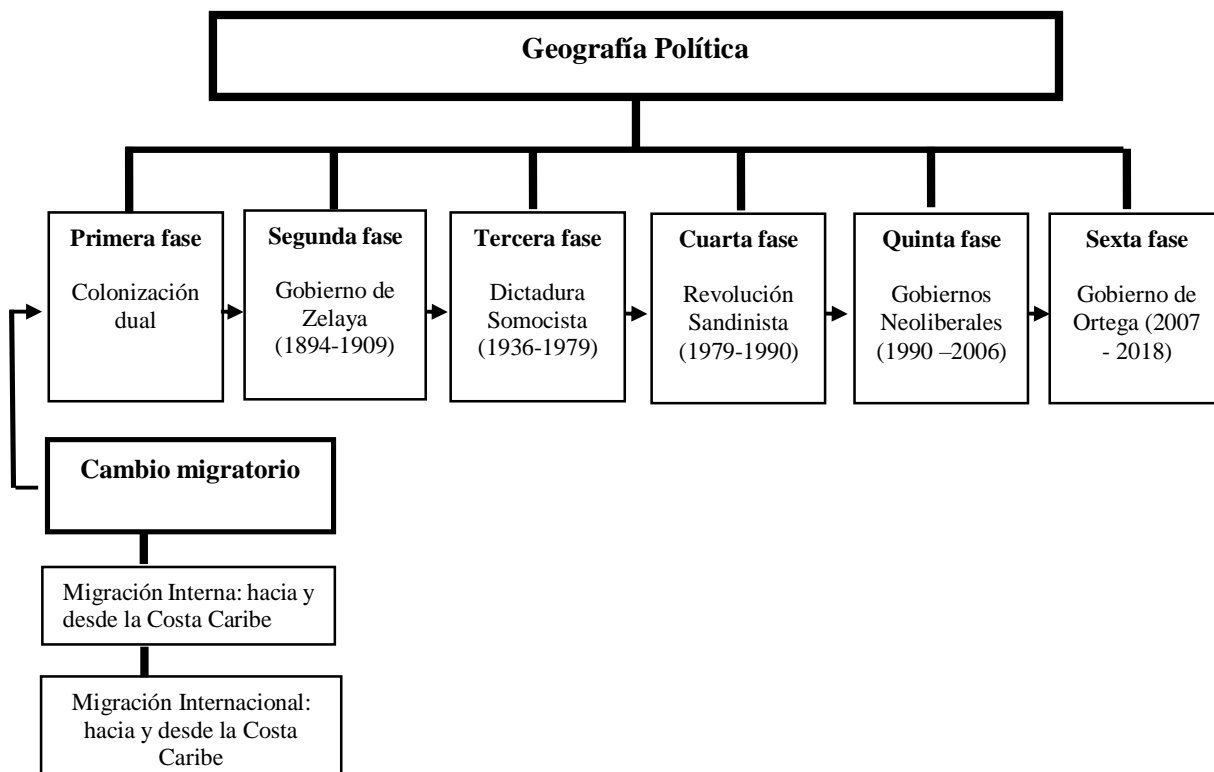 Geografía Política
Primera fase
Colonización
dual
Segunda fase
Gobierno de
Zelaya
(1894-1909)
Tercera fase
Dictadura
Somocista
(1936-1979)
Cuarta fase
Revolución
Sandinista
(1979-1990)
Quinta fase
Gobiernos
Neoliberales
(1990 –2006)
Sexta fase
Gobierno de
Ortega (2007
- 2018)
Cambio migratorio
Migración Interna: hacia y
desde la Costa Caribe
Migración Internacional:
hacia y desde la Costa
Caribe